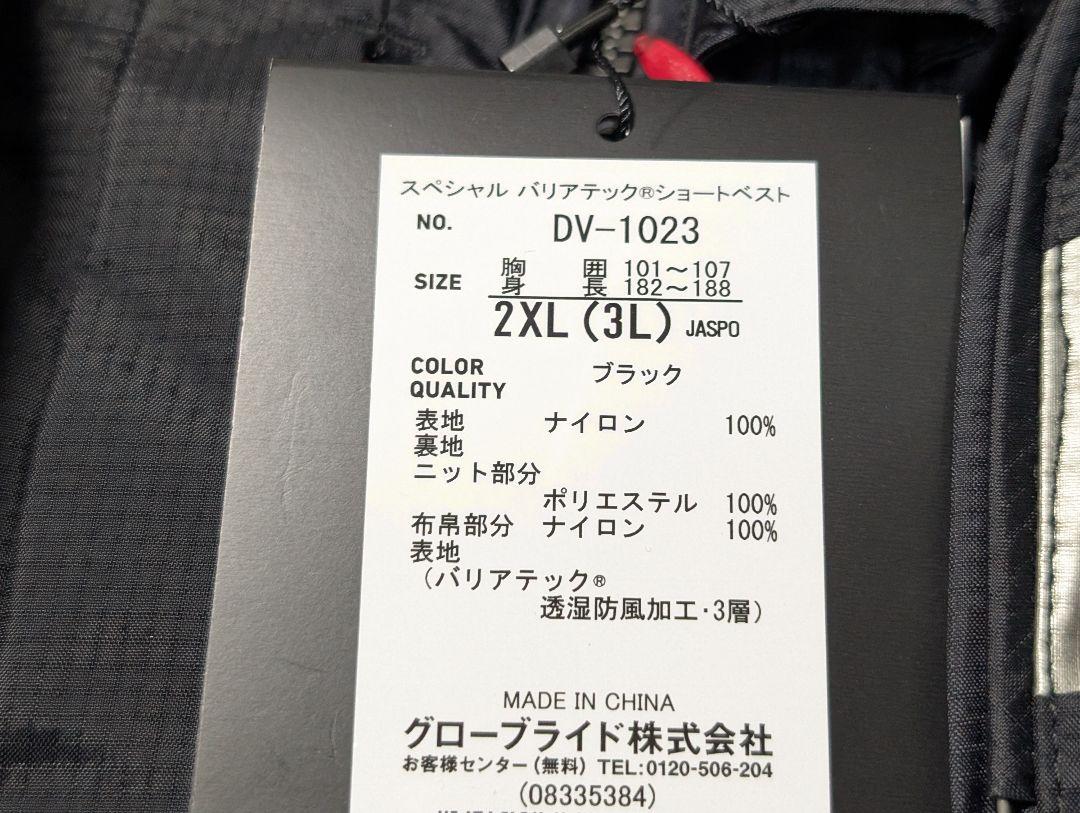 スペシャル バリアテック®ショートベスト
NO. DV-1023
SIZE 胸 囲 101～107
身 長 182～188
2XL(3L) JASPO
COLOR ブラック
QUALITY
表地 ナイロン 100%
裏地
ニット部分
ポリエステル 100%
布帛部分 ナイロン 100%
表地
(バリアテック®
透湿防風加工・3層)
MADE IN CHINA
グローブライド株式会社
お客様センター(無料) TEL:0120-506-204
(08335384)